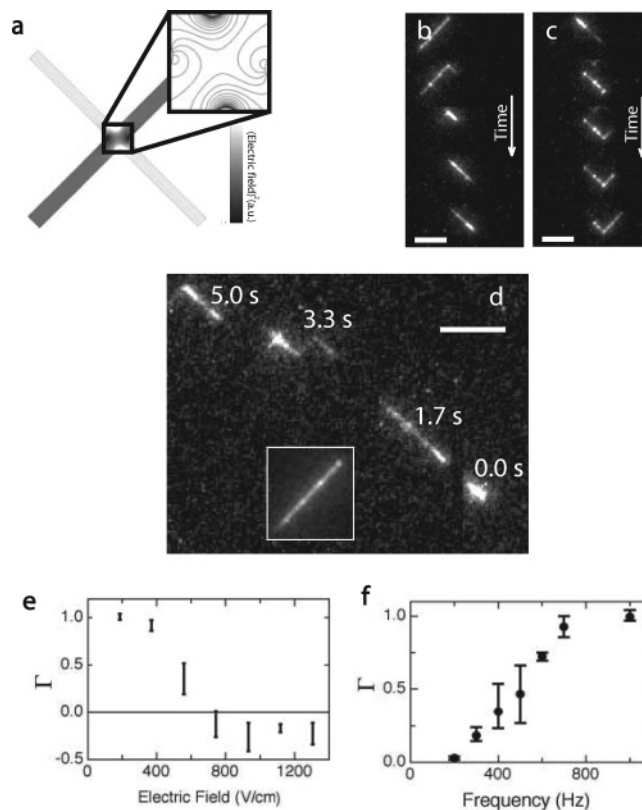 a
(Electric field)² (a.u.)
b
Time
c
Time
d
5.0 s
3.3 s
1.7 s
0.0 s
e
Γ
1.0
0.5
0.0
-0.5
0 400 800 1200
Electric Field (V/cm)
f
Γ
1.0
0.5
0.0
0 400 800
Frequency (Hz)